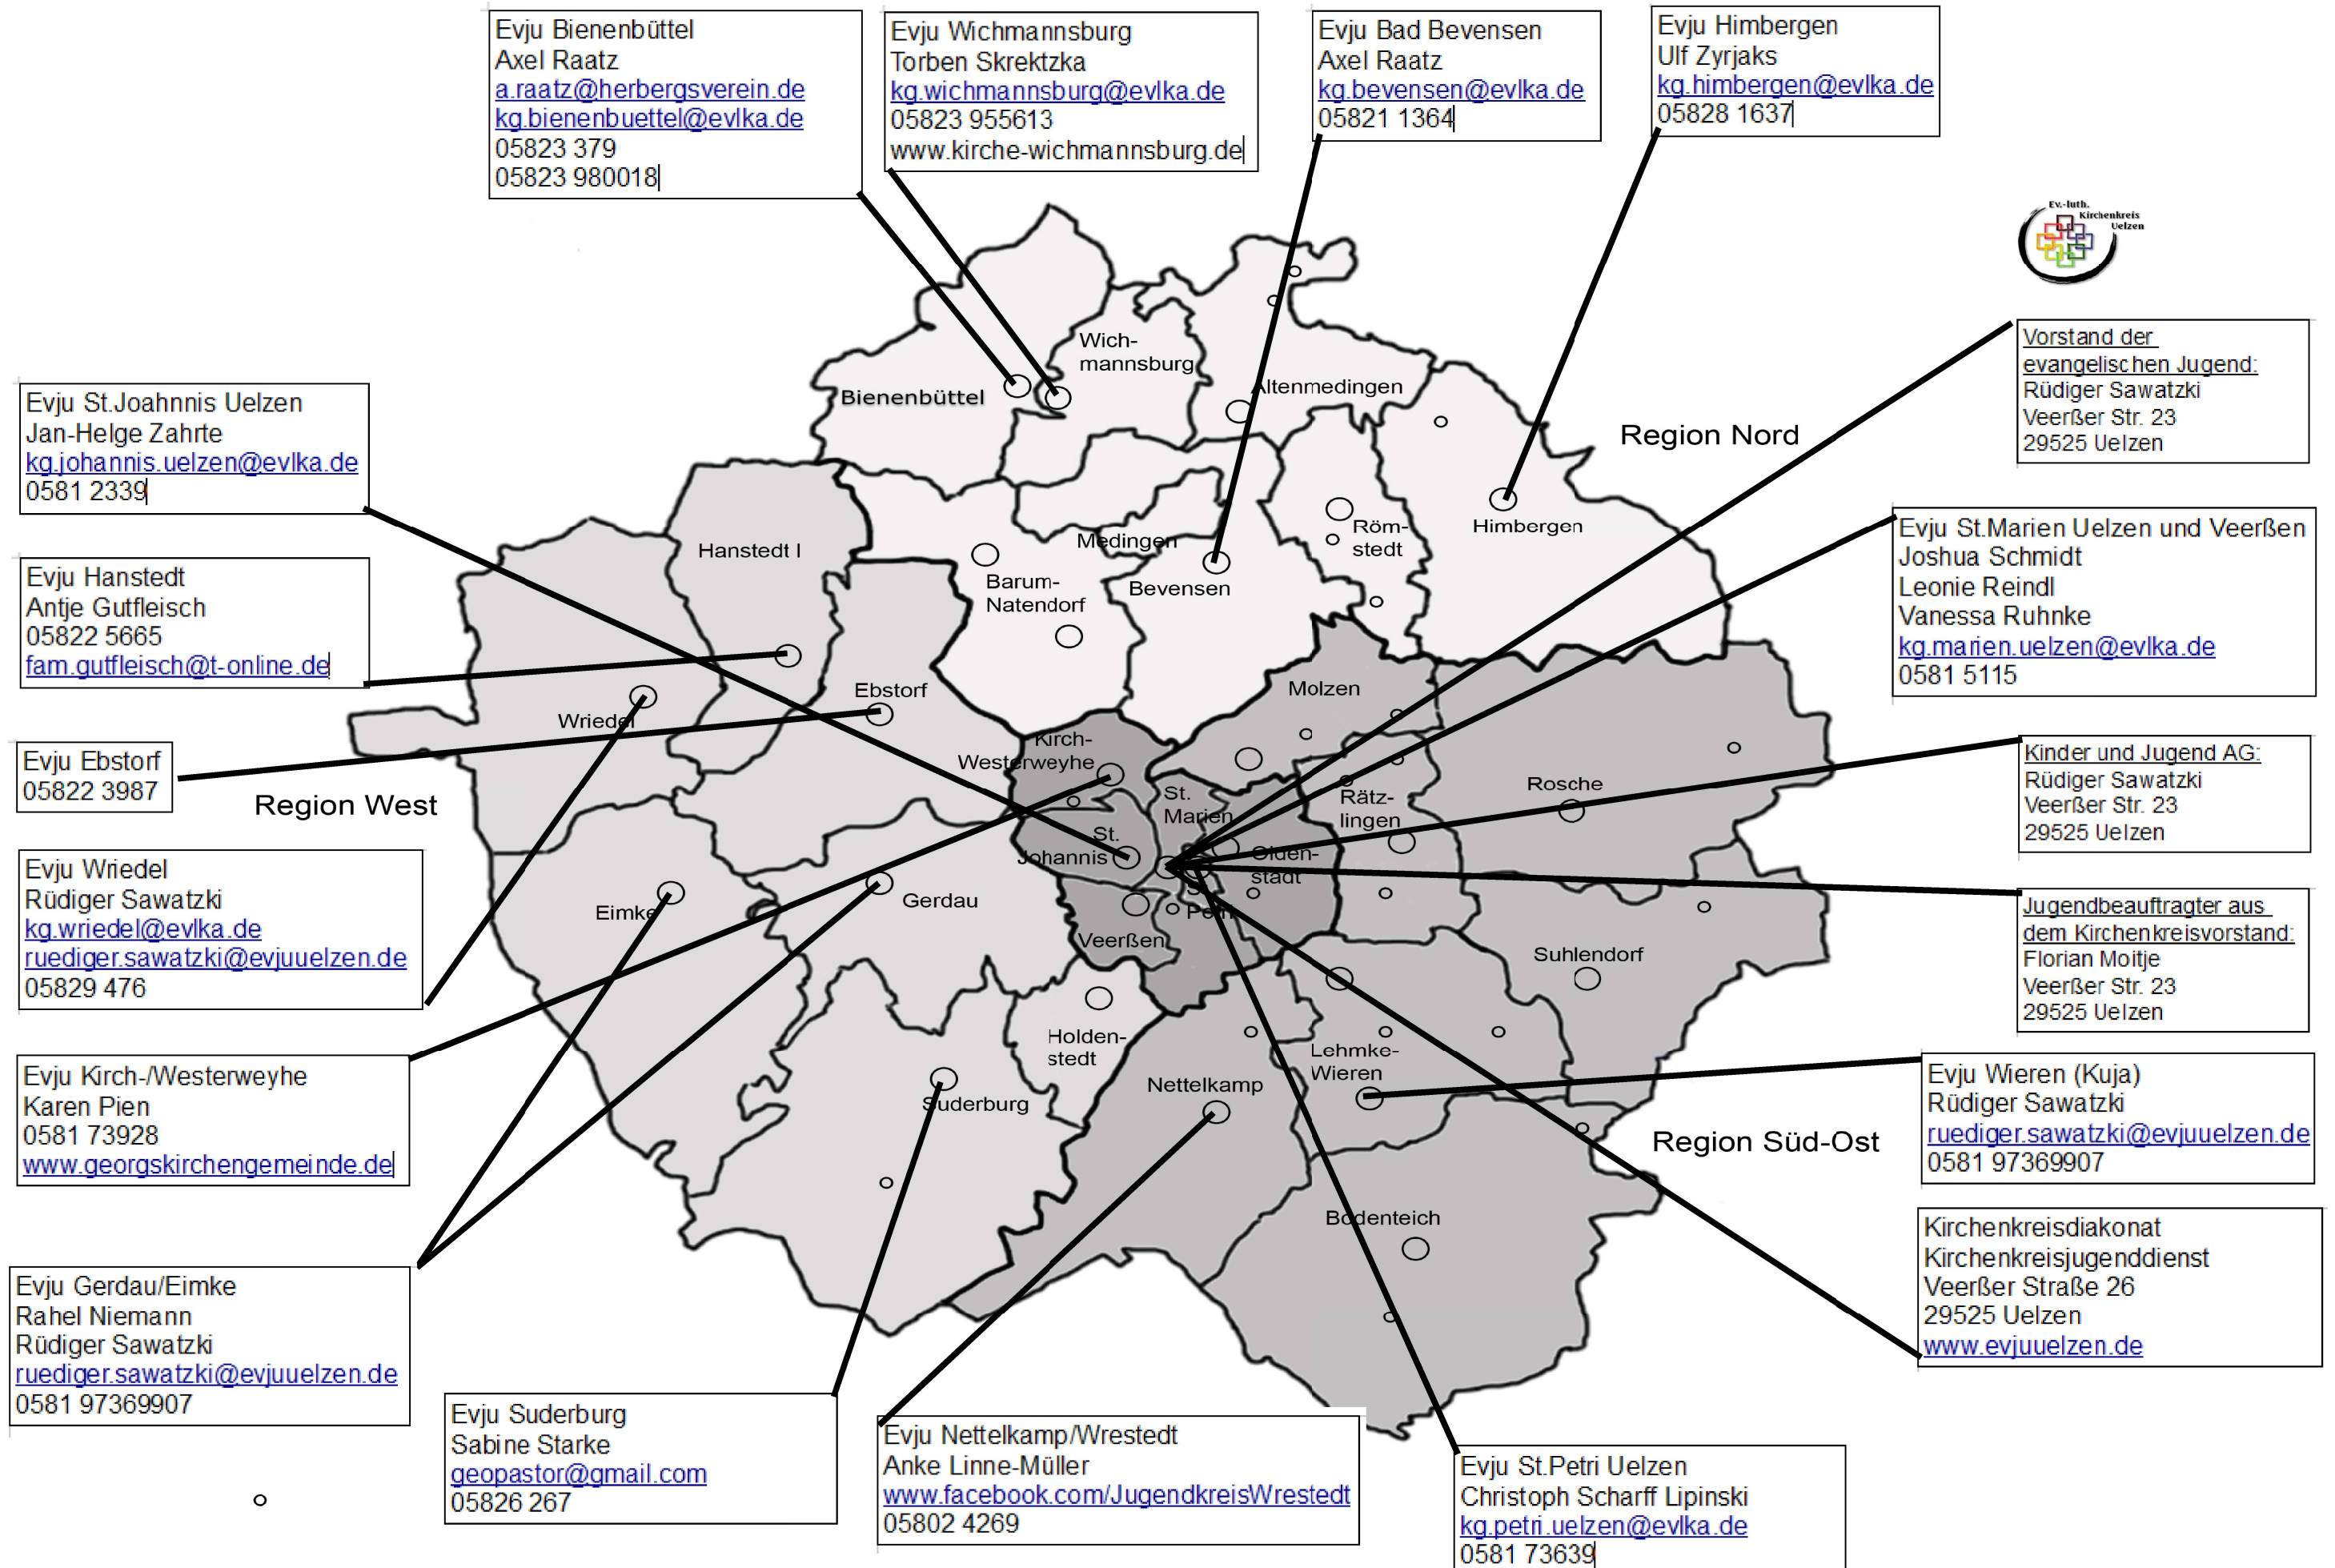 Evju Bienenbüttel
Axel Raatz
a.raatz@herbergsverein.de
kg.bienenbuettel@evlka.de
05823 379
05823 980018
Evju Wichmannsburg
Torben Skrektzka
kg.wichmannsburg@evlka.de
05823 955613
www.kirche-wichmannsburg.de
Evju Bad Bevensen
Axel Raatz
kg.bevensen@evlka.de
05821 1364
Evju Himbergen
Ulf Zyrjaks
kg.himbergen@evlka.de
05828 1637
Ev.-luth.
Kirchenkreis
Uelzen
Vorstand der
evangelischen Jugend:
Rüdiger Sawatzki
Veerßer Str. 23
29525 Uelzen
Evju St.Joahnnis Uelzen
Jan-Helge Zahrte
kg.johannis.uelzen@evlka.de
0581 2339
Evju Hanstedt
Antje Gutfleisch
05822 5665
fam.gutfleisch@t-online.de
Evju Ebstorf
05822 3987
Region West
Evju Wriedel
Rüdiger Sawatzki
kg.wriedel@evlka.de
ruediger.sawatzki@evjuuelzen.de
05829 476
Evju Kirch-/Westerweyhe
Karen Pien
0581 73928
www.georgskirchengemeinde.de
Evju Gerdau/Eimke
Rahel Niemann
Rüdiger Sawatzki
ruediger.sawatzki@evjuuelzen.de
0581 97369907
Wich-
mannsburg
Bienenbüttel
Altenmedingen
Region Nord
Hanstedt I
Medingen
Röm-
stedt
Himbergen
Barum-
Natendorf
Bevensen
Ebstorf
Molzen
Wriedel
Kirch-
Westerweyhe
St.
Marien
Rätz-
lingen
Rosche
St.
Johannis
Olden-
stadt
St.
Petri
Eimke
Gerdau
Veerßen
Suhlendorf
Holden-
stedt
Lehmke-
Wieren
Nettelkamp
Suderburg
Region Süd-Ost
Bodenteich
Evju St.Marien Uelzen und Veerßen
Joshua Schmidt
Leonie Reindl
Vanessa Ruhnke
kg.marien.uelzen@evlka.de
0581 5115
Kinder und Jugend AG:
Rüdiger Sawatzki
Veerßer Str. 23
29525 Uelzen
Jugendbeauftragter aus
dem Kirchenkreisvorstand:
Florian Moitje
Veerßer Str. 23
29525 Uelzen
Evju Wieren (Kuja)
Rüdiger Sawatzki
ruediger.sawatzki@evjuuelzen.de
0581 97369907
Kirchenkreisdiakonat
Kirchenkreisjugenddienst
Veerßer Straße 26
29525 Uelzen
www.evjuuelzen.de
Evju Suderburg
Sabine Starke
geopastor@gmail.com
05826 267
Evju Nettelkamp/Wrestedt
Anke Linne-Müller
www.facebook.com/JugendkreisWrestedt
05802 4269
Evju St.Petri Uelzen
Christoph Scharff Lipinski
kg.petri.uelzen@evlka.de
0581 73639